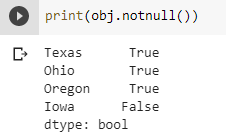 print(obj.notnull())
Texas      True
Ohio       True
Oregon     True
Iowa      False
dtype: bool